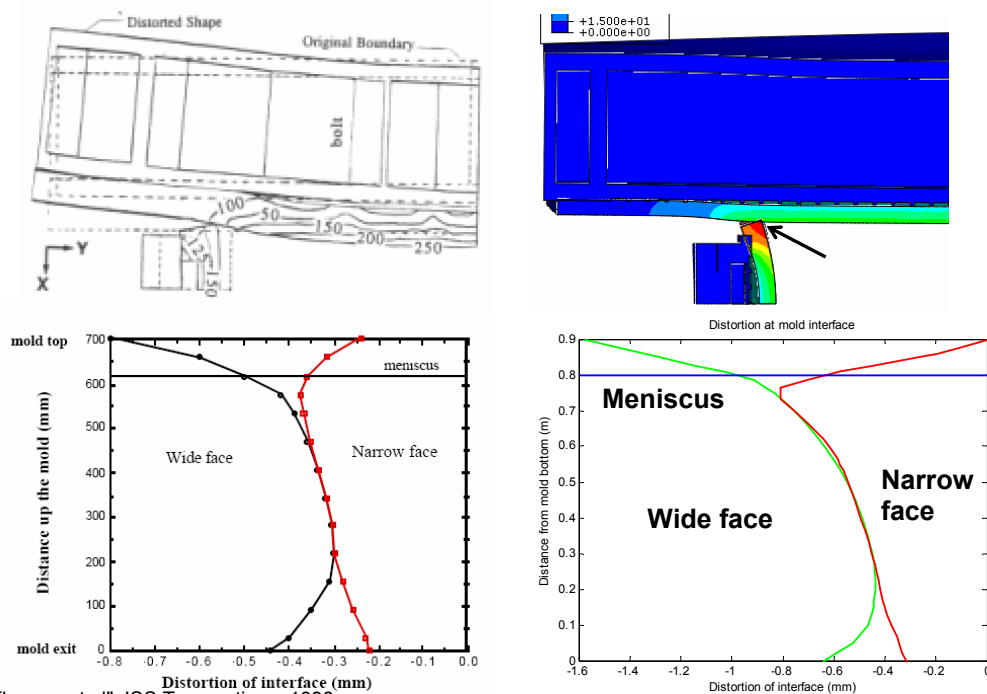 Distorted Shape
Original Boundary
bolt
100
50
150
200
250
125
150
Y
X
+1.500e+01
+0.000e+00
mold top
700
600
500
400
300
200
100
0
mold exit
Distance up the mold (mm)
meniscus
Wide face
Narrow face
-0.8
-0.7
-0.6
-0.5
-0.4
-0.3
-0.2
-0.1
0.0
Distortion of interface (mm)
ISS Transactions, 1998
Distortion at mold interface
0.9
0.8
0.7
0.6
0.5
0.4
0.3
0.2
0.1
0
Distance from mold bottom (m)
Meniscus
Wide face
Narrow
face
-1.6
-1.4
-1.2
-1
-0.8
-0.6
-0.4
-0.2
0
Distortion of interface (mm)